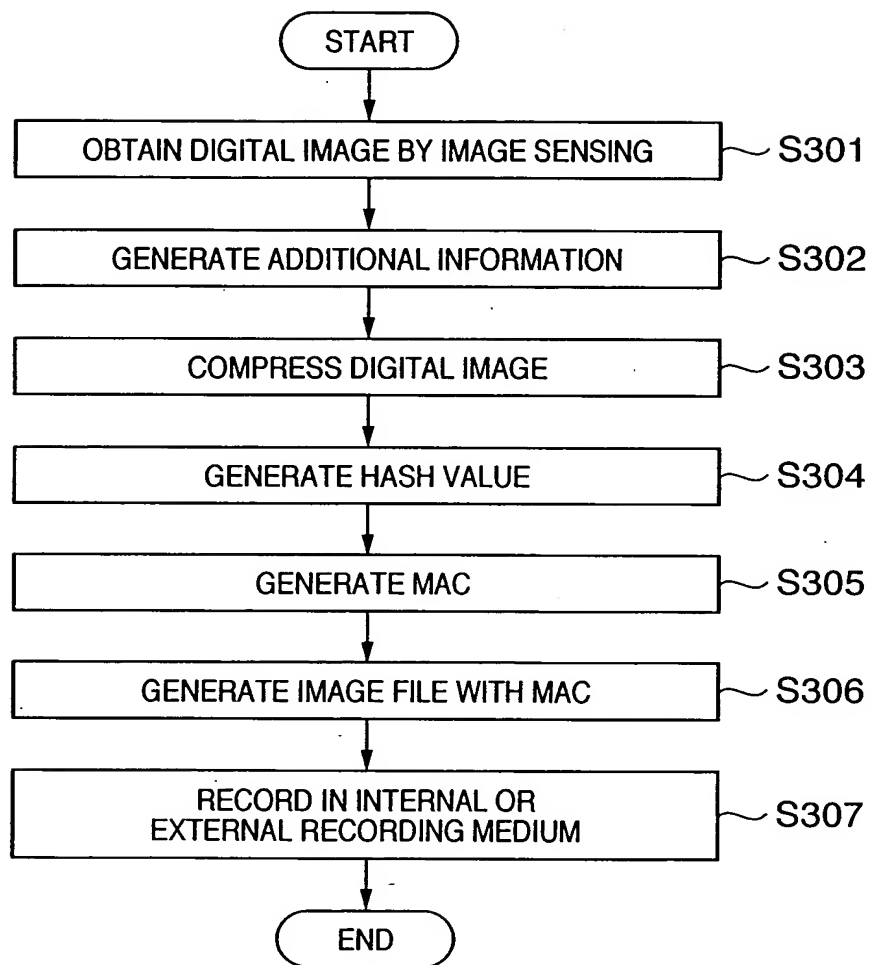 START
OBTAIN DIGITAL IMAGE BY IMAGE SENSING S301
GENERATE ADDITIONAL INFORMATION S302
COMPRESS DIGITAL IMAGE S303
GENERATE HASH VALUE S304
GENERATE MAC S305
GENERATE IMAGE FILE WITH MAC S306
RECORD IN INTERNAL OR
EXTERNAL RECORDING MEDIUM S307
END